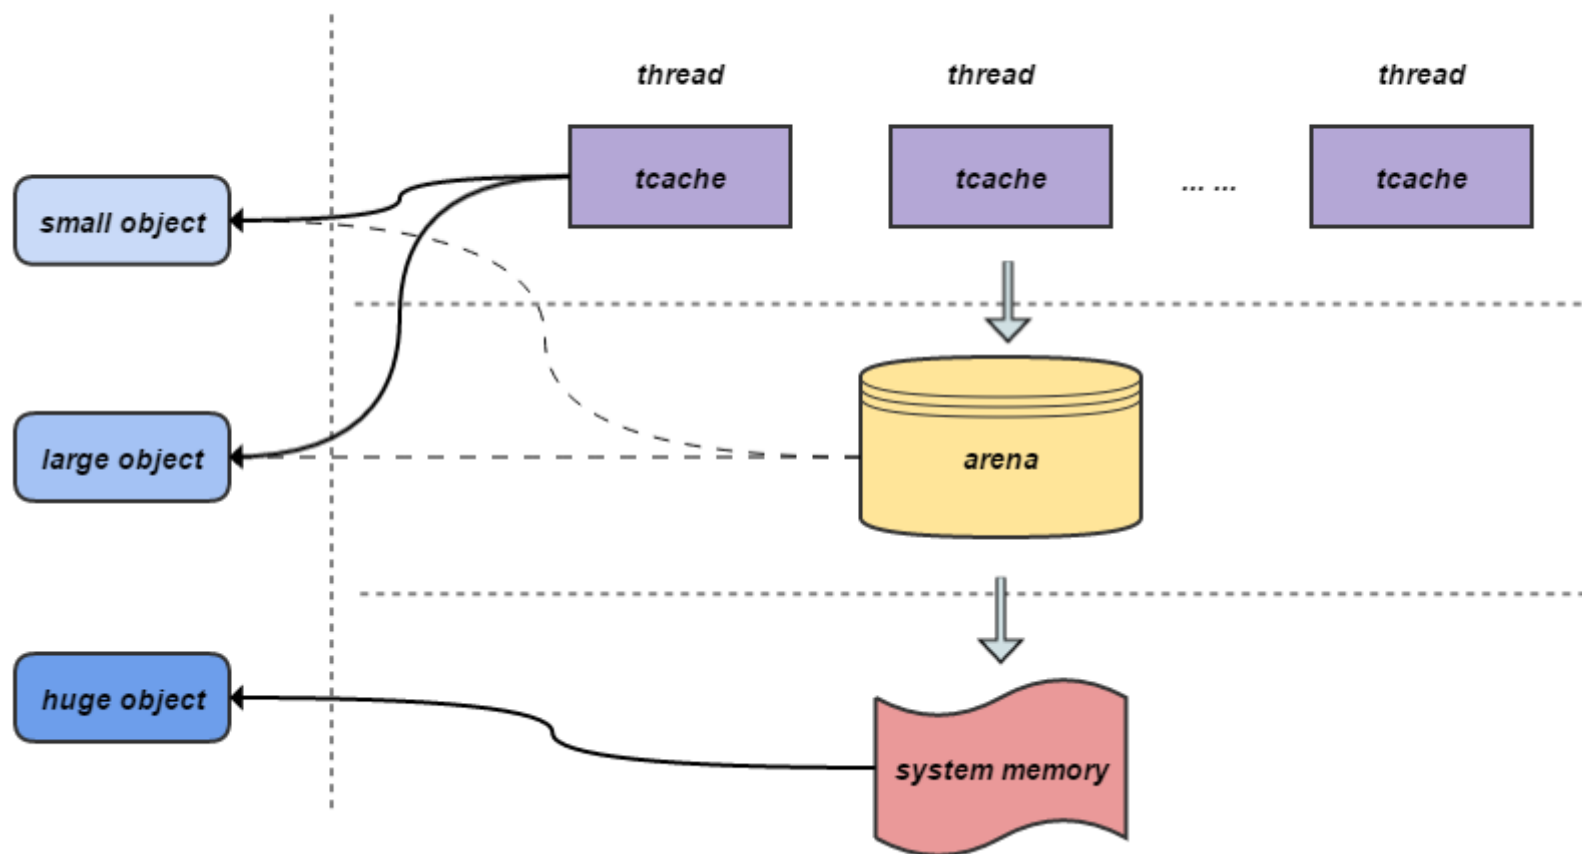 thread
thread
thread
tcache
tcache
... ...
tcache
small object
large object
arena
huge object
system memory